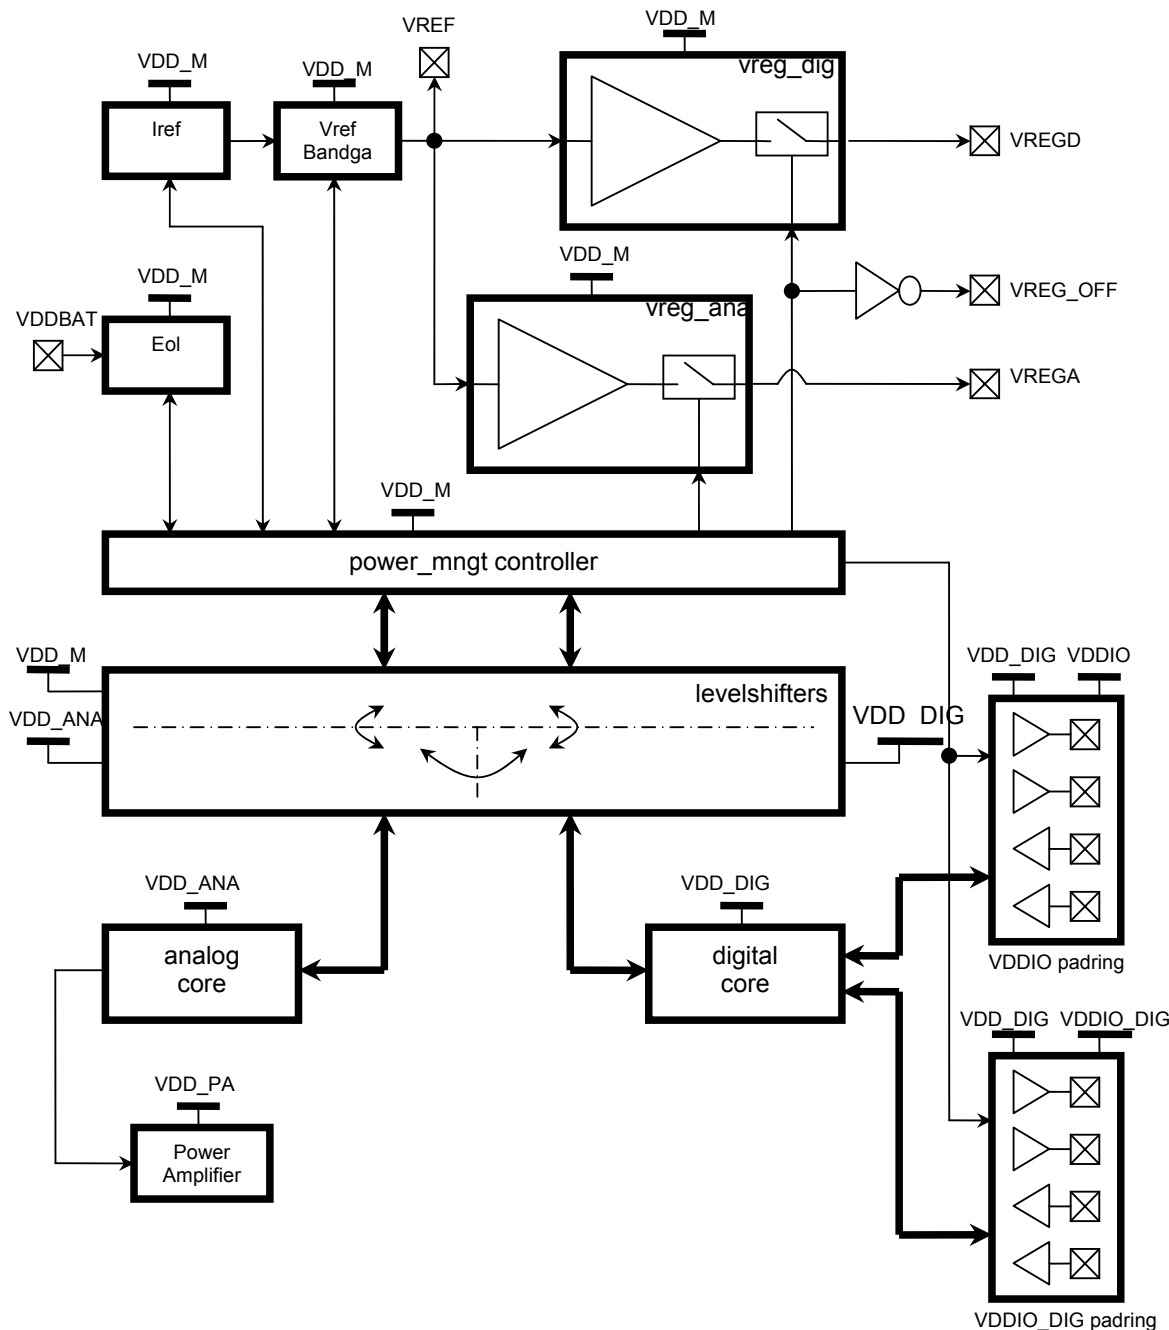 VDD_M
VREF
VDD_M
VDD_M
vreg_dig
Iref
Vref
Bandga
VREGD
VDD_M
VDD_M
VREG_OFF
VDDBAT
Eol
vreg_ana
VREGA
VDD_M
power_mngt controller
VDD_M
VDD_DIG
VDDIO
levelshifters
VDD_ANA
VDD_DIG
VDD_ANA
VDD_DIG
analog
core
digital
core
VDDIO padring
VDD_DIG
VDDIO_DIG
VDD_PA
Power
Amplifier
VDDIO_DIG padring